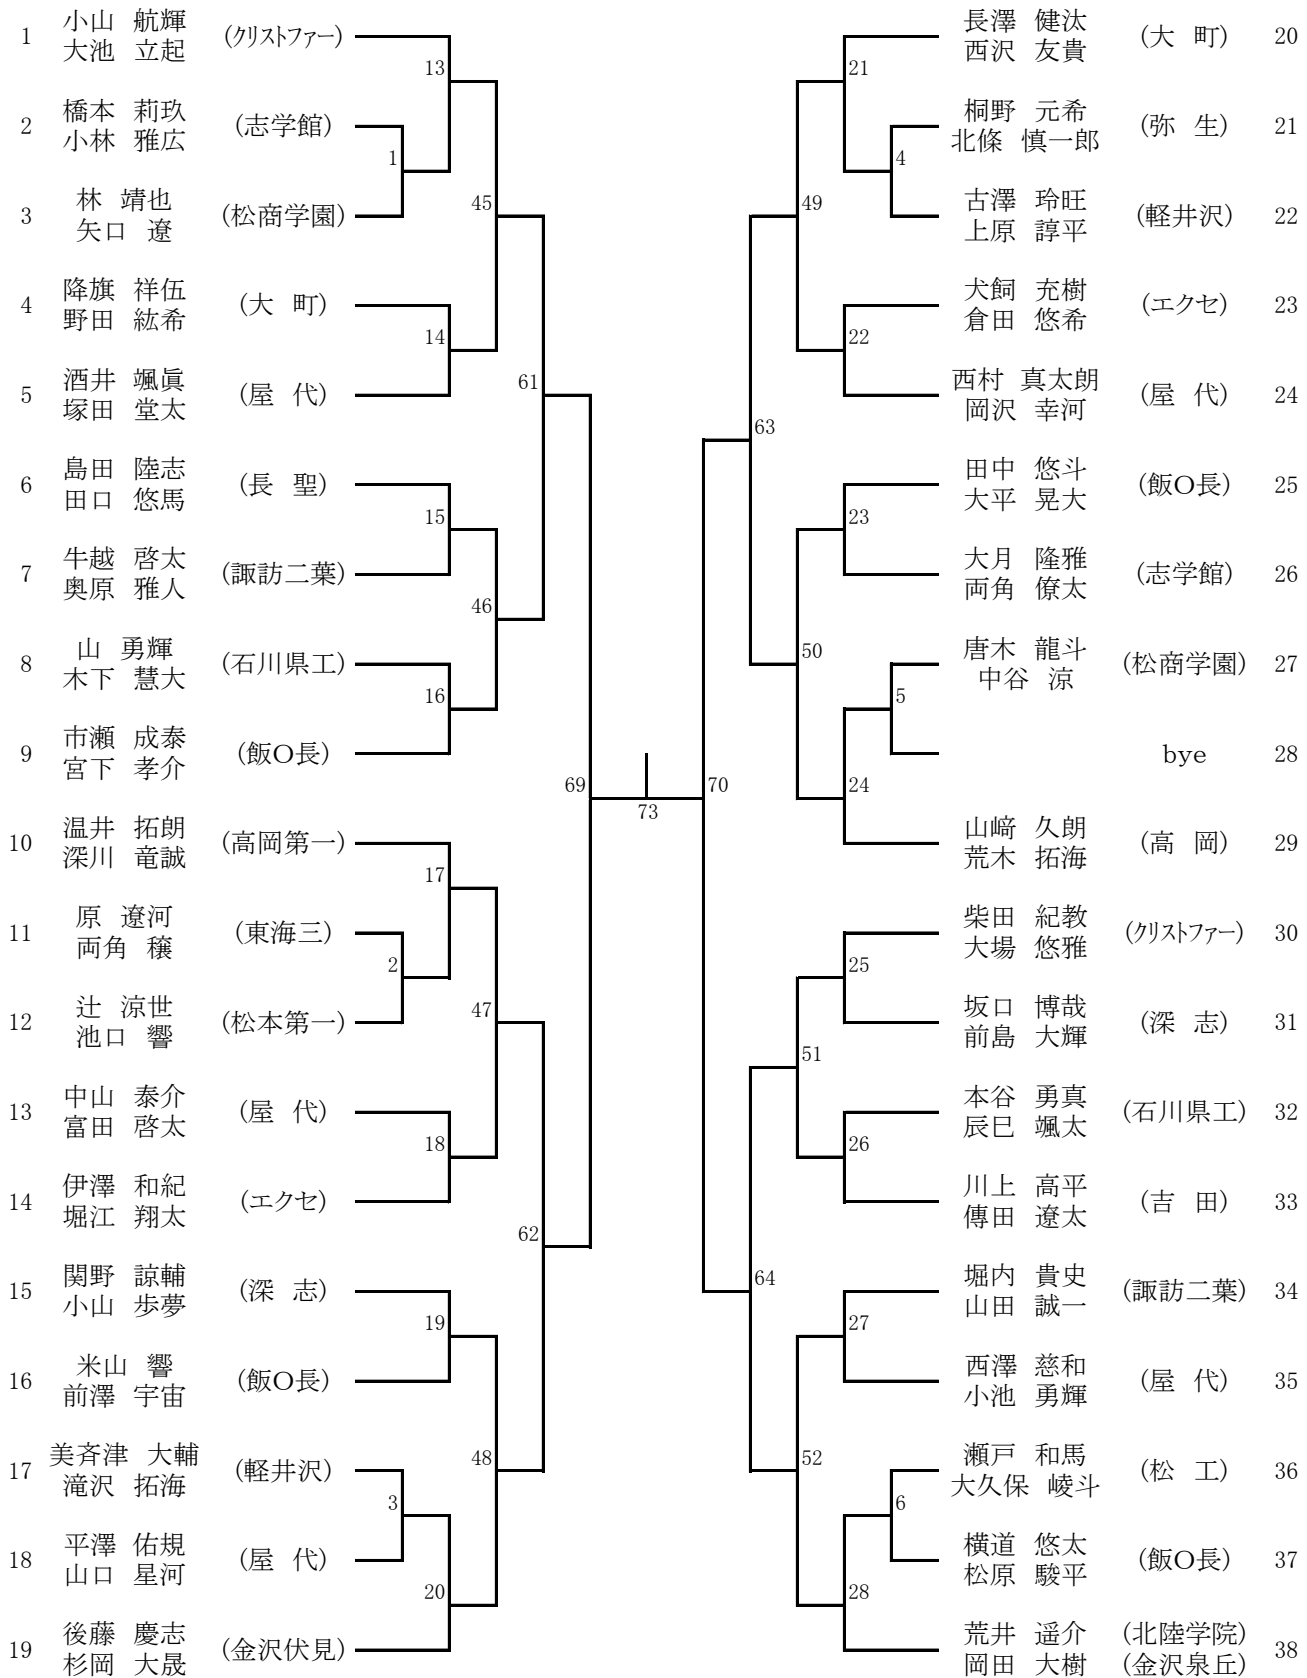 1 小山 航輝 大池 立起 (クリストファー)
2 橋本 莉玖 小林 雅広 (志学館)
3 林 靖也 矢口 遼 (松商学園)
4 降旗 祥伍 野田 紘希 (大 町)
5 酒井 颯眞 塚田 堂太 (屋 代)
6 島田 陸志 田口 悠馬 (長 聖)
7 牛越 啓太 奥原 雅人 (諏訪二葉)
8 山 勇輝 木下 慧大 (石川県工)
9 市瀬 成泰 宮下 孝介 (飯O長)
10 温井 拓朗 深川 竜誠 (高岡第一)
11 原 遼河 両角 穣 (東海三)
12 辻 涼世 池口 響 (松本第一)
13 中山 泰介 富田 啓太 (屋 代)
14 伊澤 和紀 堀江 翔太 (エクセ)
15 関野 諒輔 小山 歩夢 (深 志)
16 米山 響 前澤 宇宙 (飯O長)
17 美斉津 大輔 滝沢 拓海 (軽井沢)
18 平澤 佑規 山口 星河 (屋 代)
19 後藤 慶志 杉岡 大晟 (金沢伏見)
13
1
45
14
61
15
46
16
69
17
2
47
18
62
19
48
3
20
73
長澤 健汰 西沢 友貴 (大 町) 20
桐野 元希 北條 慎一郎 (弥 生) 21
古澤 玲旺 上原 諄平 (軽井沢) 22
犬飼 充樹 倉田 悠希 (エクセ) 23
西村 真太朗 岡沢 幸河 (屋 代) 24
田中 悠斗 大平 晃大 (飯O長) 25
大月 隆雅 両角 僚太 (志学館) 26
唐木 龍斗 中谷 涼 (松商学園) 27
bye 28
山﨑 久朗 荒木 拓海 (高 岡) 29
柴田 紀教 大場 悠雅 (クリストファー) 30
坂口 博哉 前島 大輝 (深 志) 31
本谷 勇真 辰巳 颯太 (石川県工) 32
川上 高平 傳田 遼太 (吉 田) 33
堀内 貴史 山田 誠一 (諏訪二葉) 34
西澤 慈和 小池 勇輝 (屋 代) 35
瀬戸 和馬 大久保 崚斗 (松 工) 36
横道 悠太 松原 駿平 (飯O長) 37
荒井 遥介 岡田 大樹 (北陸学院) (金沢泉丘) 38
21
4
49
22
63
23
50
5
24
70
25
51
26
64
27
52
6
28